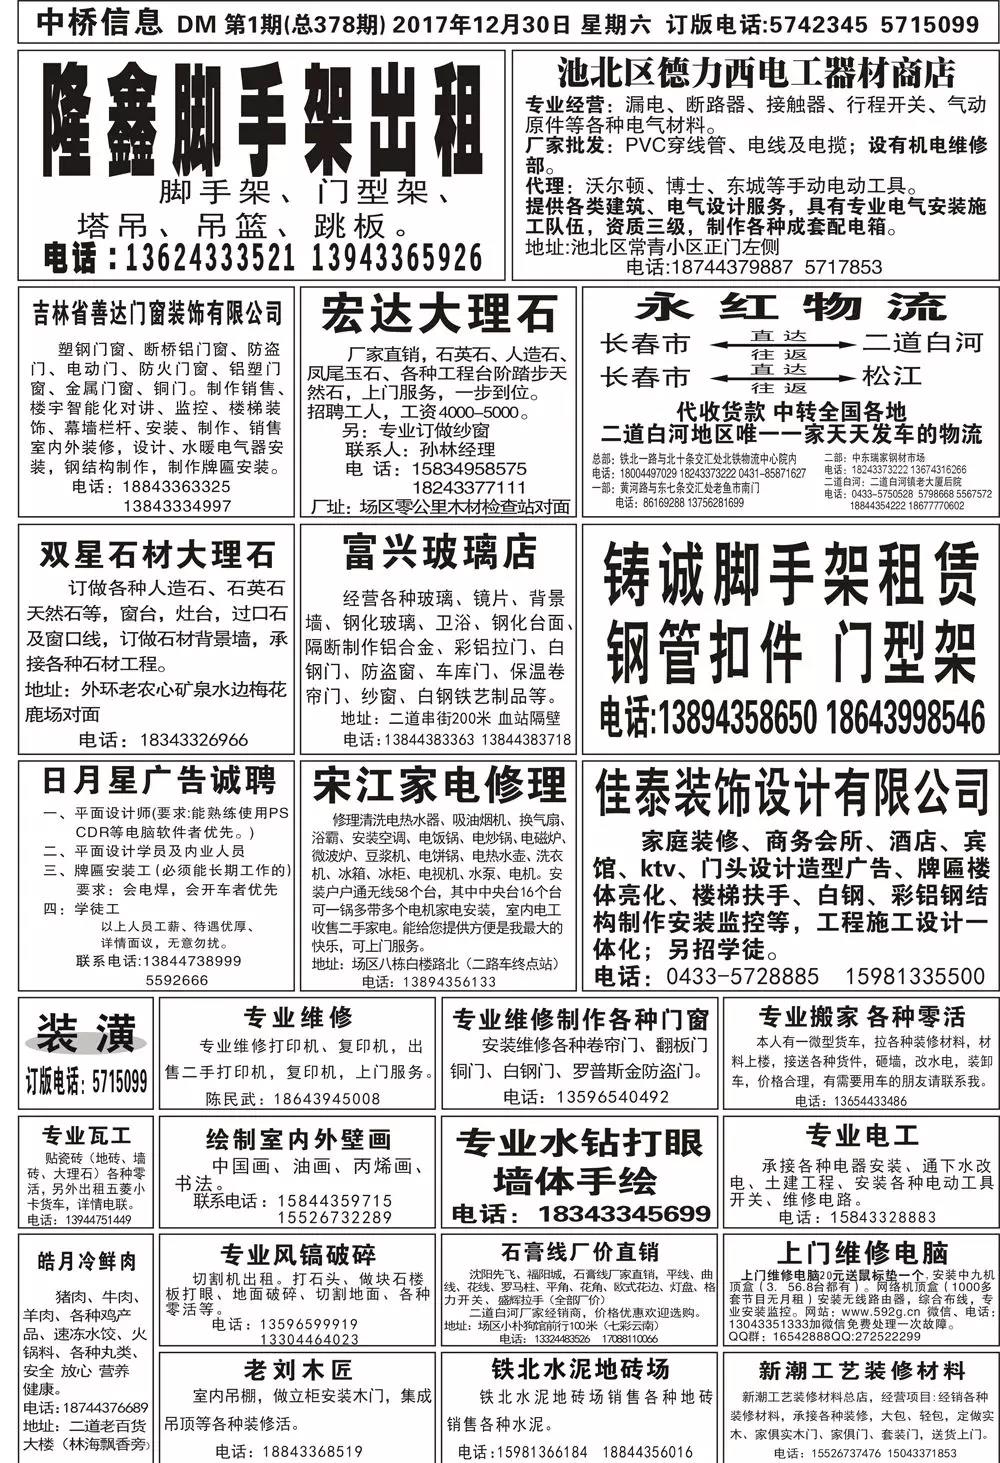 中桥信息 DM 第1期(总378期) 2017年12月30日 星期六 订版电话:5742345 5715099
隆鑫脚手架出租
脚手架、门型架、
塔吊、吊篮、跳板。
电话：13624333521 13943365926
池北区德力西电工器材商店
专业经营：漏电、断路器、接触器、行程开关、气动
原件等各种电气材料。
厂家批发：PVC穿线管、电线及电揽；设有机电维修
部。
代理：沃尔顿、博士、东城等手动电动工具。
提供各类建筑、电气设计服务，具有专业电气安装施
工队伍，资质三级，制作各种成套配电箱。
地址:池北区常青小区正门左侧
电话:18744379887 5717853
吉林省善达门窗装饰有限公司
塑钢门窗、断桥铝门窗、防盗
门、电动门、防火门窗、铝塑门
窗、金属门窗、铜门。制作销售、
楼宇智能化对讲、监控、楼梯装
饰、幕墙栏杆、安装、制作、销售
室内外装修，设计、水暖电气器安
装，钢结构制作，制作牌匾安装。
电话：18843363325
13843334997
宏达大理石
厂家直销，石英石、人造石、
凤尾玉石、各种工程台阶踏步天
然石，上门服务，一步到位。
招聘工人，工资4000-5000。
另：专业订做纱窗
联系人：孙林经理
电 话：15834958575
18243377111
厂址：场区零公里木材检查站对面
永红物流
长春市 直达 往返 二道白河
长春市 直达 往返 松江
代收货款 中转全国各地
二道白河地区唯一一家天天发车的物流
总部：铁北一路与北十条交汇处北铁物流中心院内
电话：18004497029 18243373222 0431-85871627
一部：黄河路与东七条交汇处老鱼市南门
电话：86169288 13756281699
二部：中东瑞家钢材市场
电话：18243373222 13674316266
二道白河：二道白河镇老大厦后院
电话：0433-5750528 5798668 5567572
18844354222 18677770602
双星石材大理石
订做各种人造石、石英石
天然石等，窗台，灶台，过口石
及窗口线，订做石材背景墙，承
接各种石材工程。
地址：外环老农心矿泉水边梅花
鹿场对面
电话：18343326966
富兴玻璃店
经营各种玻璃、镜片、背景
墙、钢化玻璃、卫浴、钢化台面、
隔断制作铝合金、彩铝拉门、白
钢门、防盗窗、车库门、保温卷
帘门、纱窗、白钢铁艺制品等。
地址：二道串街200米 血站隔壁
电话:13844383363 13844383718
铸诚脚手架租赁
钢管扣件 门型架
电话:13894358650 18643998546
日月星广告诚聘
一、平面设计师(要求:能熟练使用PS
CDR等电脑软件者优先。)
二、平面设计学员及内业人员
三、牌匾安装工(必须能长期工作的)
要求：会电焊，会开车者优先
四：学徒工
以上人员工薪、待遇优厚、
详情面议，无意勿扰。
联系电话:13844738999
5592666
宋江家电修理
修理清洗电热水器、吸油烟机、换气扇、
浴霸、安装空调、电饭锅、电炒锅、电磁炉、
微波炉、豆浆机、电饼锅、电热水壶、洗衣
机、冰箱、冰柜、电视机、水泵、电机。安
装户户通无线58个台，其中中央台16个台
可一锅多带多个电机家电安装，室内电工
收售二手家电。能给您提供方便是我最大的
快乐，可上门服务。
地址：场区八栋白楼路北（二路车终点站）
电话：13894356133
佳泰装饰设计有限公司
家庭装修、商务会所、酒店、宾
馆、ktv、门头设计造型广告、牌匾楼
体亮化、楼梯扶手、白钢、彩铝钢结
构制作安装监控等，工程施工设计一
体化；另招学徒。
电话：0433-5728885 15981335500
装潢
订版电话：5715099
专业维修
专业维修打印机、复印机，出
售二手打印机，复印机，上门服务。
陈民武：18643945008
专业维修制作各种门窗
安装维修各种卷帘门、翻板门
铜门、白钢门、罗普斯金防盗门。
电话：13596540492
专业搬家 各种零活
本人有一微型货车，拉各种装修材料，材
料上楼，接送各种货件，砸墙，改水电，装卸
车，价格合理，有需要用车的朋友请联系我。
电话：13654433486
专业瓦工
贴瓷砖（地砖、墙
砖、大理石）各种零
活，另外出租五菱小
卡货车，详情电联。
电话：13944751449
绘制室内外壁画
中国画、油画、丙烯画、
书法。
联系电话：15844359715
15526732289
专业水钻打眼
墙体手绘
电话：18343345699
专业电工
承接各种电器安装、通下水改
电、土建工程、安装各种电动工具
开关、维修电路。
电话：15843328883
皓月冷鲜肉
猪肉、牛肉、
羊肉、各种鸡产
品、速冻水饺、火
锅料、各种丸类、
安全 放心 营养
健康。
电话:18744376689
地址：二道老百货
大楼（林海飘香旁）
专业风镐破碎
切割机出租。打石头、做块石楼
板打眼、地面破碎、切割地面、各种
零活等。
电话：13596599919
13304464023
石膏线厂价直销
沈阳先飞、福阳城，石膏线厂家直销，平线、曲
线、花线、罗马柱，平角、花角、欧式花边、灯盘、格
力开关、盛辉拉手（全部厂价）
二道白河厂家经销商，价格优惠欢迎选购。
地址：场区小朴狗馆前行100米（七彩云南）
电话：13324483526 17088110066
上门维修电脑
上门维修电脑20元送鼠标垫一个,安装中九机
顶盒（3．56.8台都有）。网络机顶盒（1000多
套节目无月租）安装无线路由器，综合布线，专
业安装监控。网站：www.592g.cn 微信、电话：
13043351333加微信免费处理一次故障。
QQ群：16542888QQ:272522299
老刘木匠
室内吊棚，做立柜安装木门，集成
吊顶等各种装修活。
电话：18843368519
铁北水泥地砖场
铁北水泥地砖场销售各种地砖
销售各种水泥。
电话:15981366184 18844356016
新潮工艺装修材料
新潮工艺装修材料总店，经营项目:经销各种
装修材料，承接各种装修，大包、轻包，定做实
木、家俱实木门、家俱门、套装门，送货上门。
电话：15526737476 15043371853